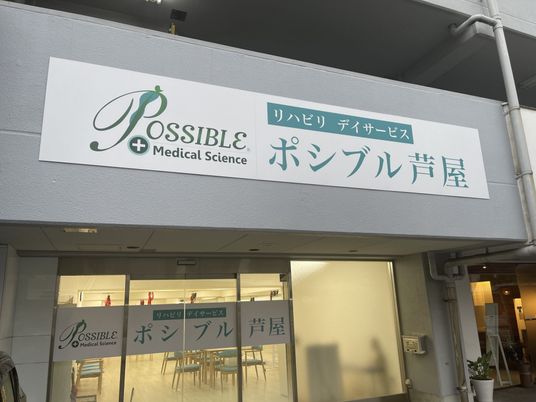 POSSIBLE
Medical Science
リハビリ デイサービス
ポシブル芦屋
POSSIBLE
Medical Science
リハビリ デイサービス
ポシブル 芦屋